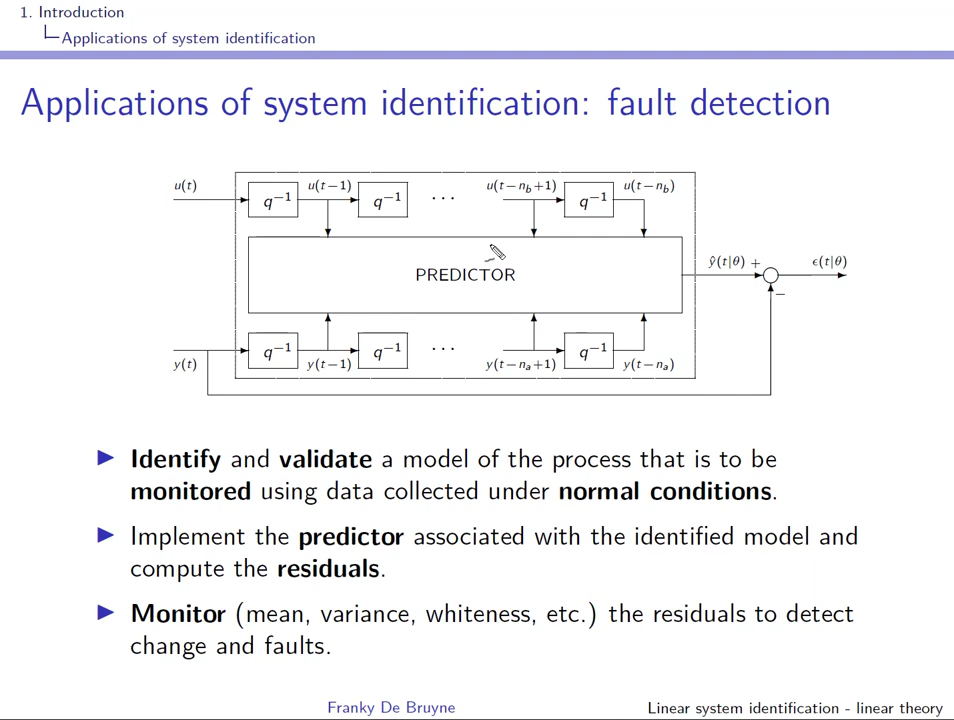 1. Introduction
Applications of system identification
Applications of system identification: fault detection
u(t) u(t−1) u(t−n_b+1) u(t−n_b)
q⁻¹ q⁻¹ · · · q⁻¹
PREDICTOR
ŷ(t|θ) + ϵ(t|θ)
−
q⁻¹ q⁻¹ · · · q⁻¹
y(t) y(t−1) y(t−n_a+1) y(t−n_a)
▶ Identify and validate a model of the process that is to be
monitored using data collected under normal conditions.
▶ Implement the predictor associated with the identified model and
compute the residuals.
▶ Monitor (mean, variance, whiteness, etc.) the residuals to detect
change and faults.
Franky De Bruyne Linear system identification - linear theory